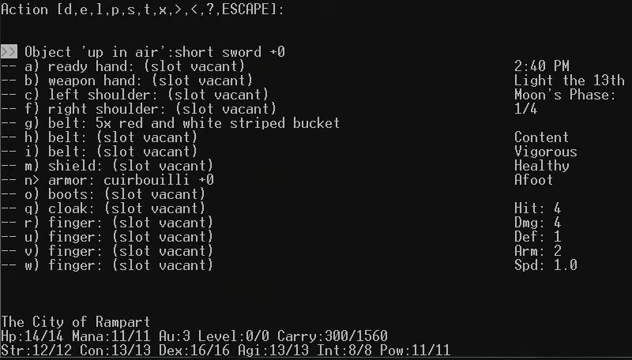 Action [d,e,l,p,s,t,x,>,<,?,ESCAPE]:
>> Object 'up in air':short sword +0
-- a) ready hand: (slot vacant) 2:40 PM
-- b) weapon hand: (slot vacant) Light the 13th
-- c) left shoulder: (slot vacant) Moon's Phase:
-- f) right shoulder: (slot vacant) 1/4
-- g) belt: 5x red and white striped bucket
-- h) belt: (slot vacant) Content
-- i) belt: (slot vacant) Vigorous
-- m) shield: (slot vacant) Healthy
-- n> armor: cuirbouilli +0 Afoot
-- o) boots: (slot vacant)
-- q) cloak: (slot vacant) Hit: 4
-- r) finger: (slot vacant) Dmg: 4
-- u) finger: (slot vacant) Def: 1
-- v) finger: (slot vacant) Arm: 2
-- w) finger: (slot vacant) Spd: 1.0
The City of Rampart
Hp:14/14 Mana:11/11 Au:3 Level:0/0 Carry:300/1560
Str:12/12 Con:13/13 Dex:16/16 Agi:13/13 Int:8/8 Pow:11/11